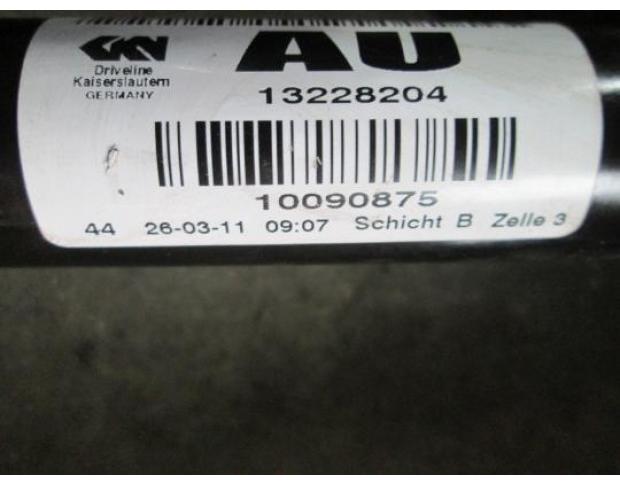 GKN
Driveline
Kaiserslautern
GERMANY
AU
13228204
10090875
44 26-03-11 09:07 Schicht B Zelle 3